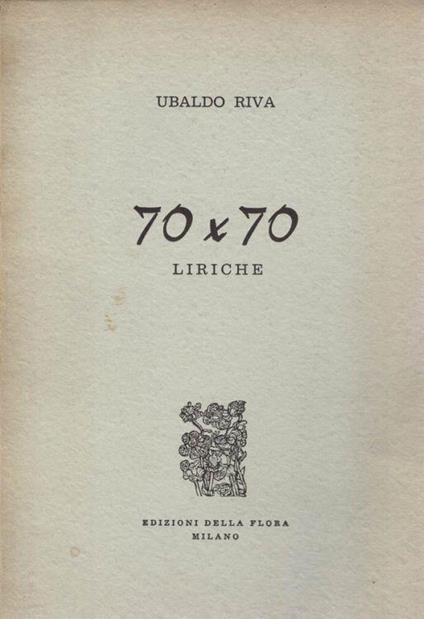 UBALDO RIVA
70 x 70
LIRICHE
EDIZIONI DELLA FLORA
MILANO